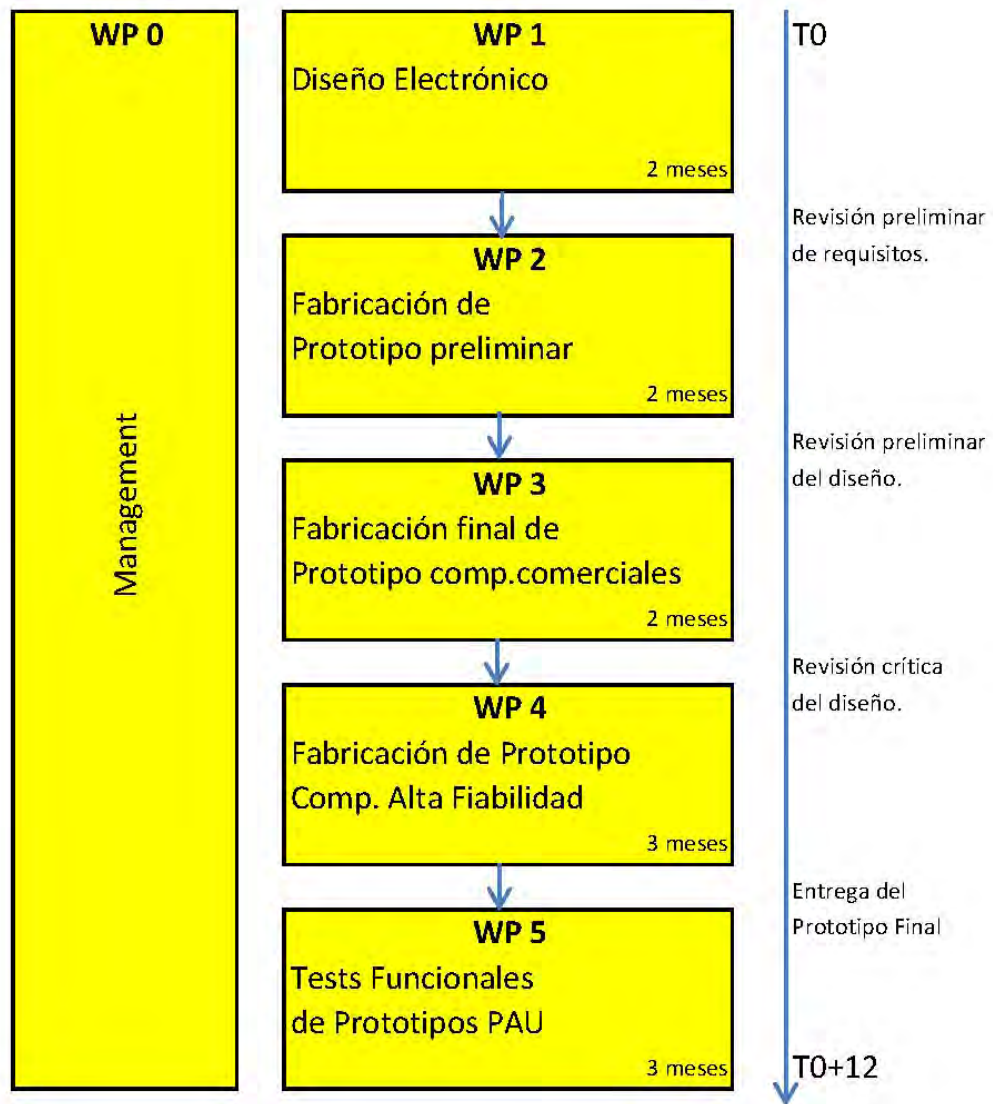 WP 0
Management
WP 1
Diseño Electrónico
2 meses
WP 2
Fabricación de
Prototipo preliminar
2 meses
WP 3
Fabricación final de
Prototipo comp.comerciales
2 meses
WP 4
Fabricación de Prototipo
Comp. Alta Fiabilidad
3 meses
WP 5
Tests Funcionales
de Prototipos PAU
3 meses
T0
Revisión preliminar
de requisitos.
Revisión preliminar
del diseño.
Revisión crítica
del diseño.
Entrega del
Prototipo Final
T0+12